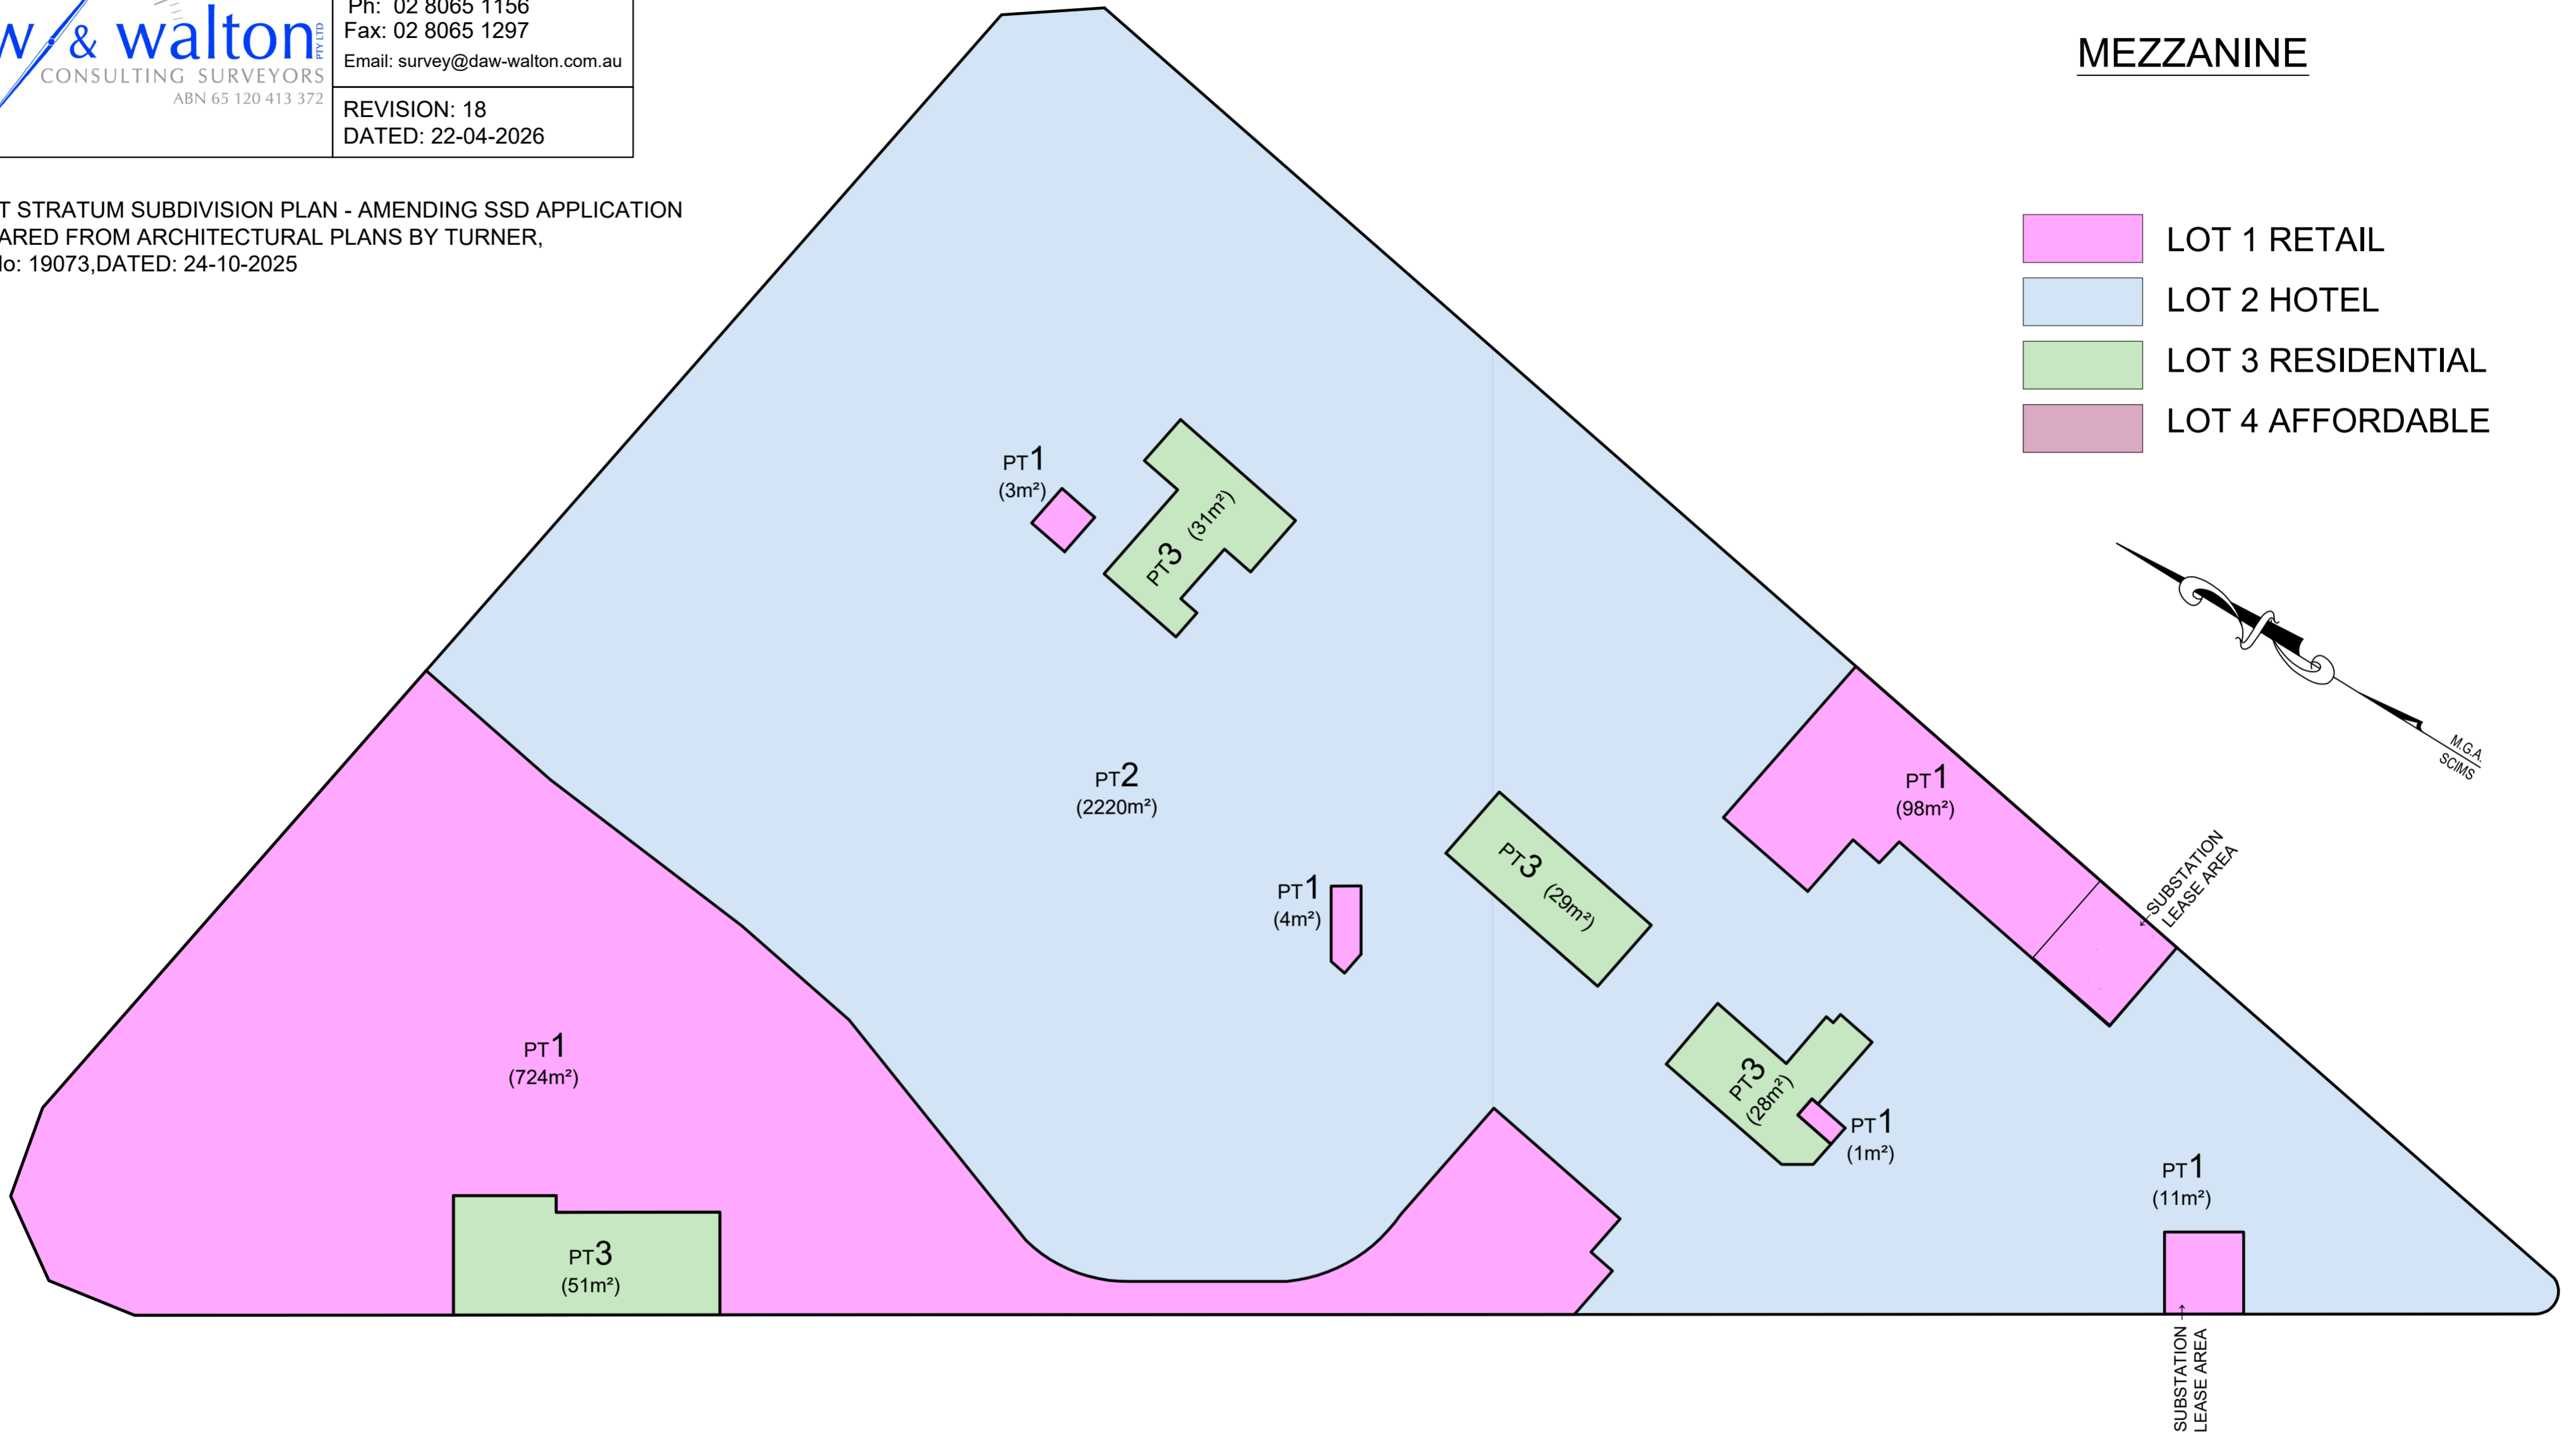 & walton
PTY LTD
CONSULTING SURVEYORS
ABN 65 120 413 372
Ph: 02 8065 1156
Fax: 02 8065 1297
Email: survey@daw-walton.com.au
REVISION: 18
DATED: 22-04-2026
T STRATUM SUBDIVISION PLAN - AMENDING SSD APPLICATION
ARED FROM ARCHITECTURAL PLANS BY TURNER,
No: 19073,DATED: 24-10-2025
MEZZANINE
LOT 1 RETAIL
LOT 2 HOTEL
LOT 3 RESIDENTIAL
LOT 4 AFFORDABLE
M.G.A.
SCIMS
PT1
(3m²)
PT3 (31m²)
PT2
(2220m²)
PT1
(98m²)
SUBSTATION
LEASE AREA
PT3 (29m²)
PT1
(4m²)
PT1
(724m²)
PT3
(28m²)
PT1
(1m²)
PT1
(11m²)
PT3
(51m²)
SUBSTATION
LEASE AREA